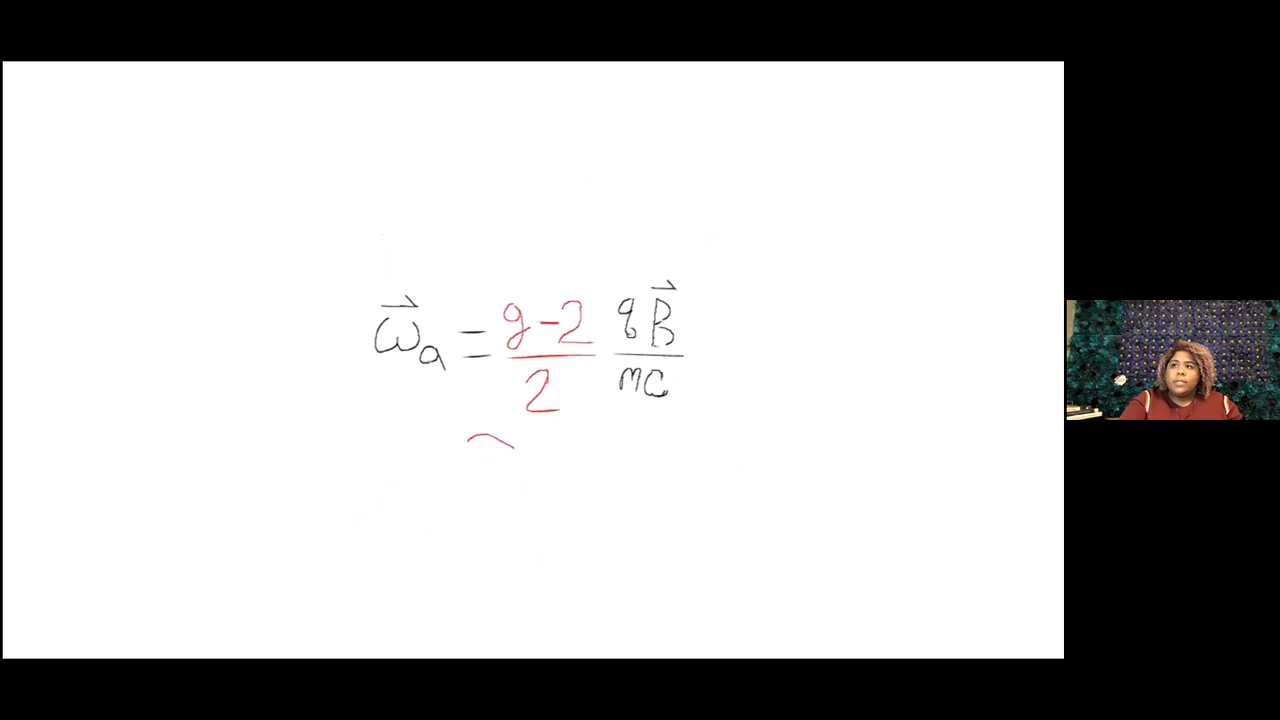 ω⃗ₐ = g-2/2 qB⃗/mc